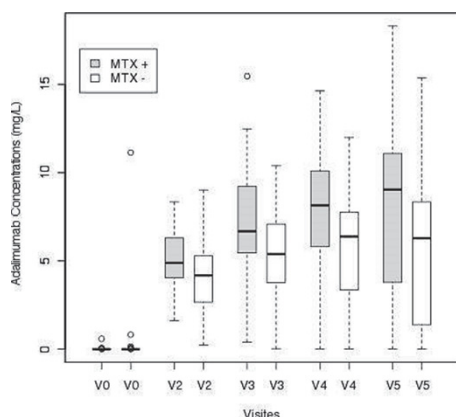 MTX +
MTX -
Adalimumab Concentrations (mg/L)
15
10
5
0
V0 V0 V2 V2 V3 V3 V4 V4 V5 V5
Visites